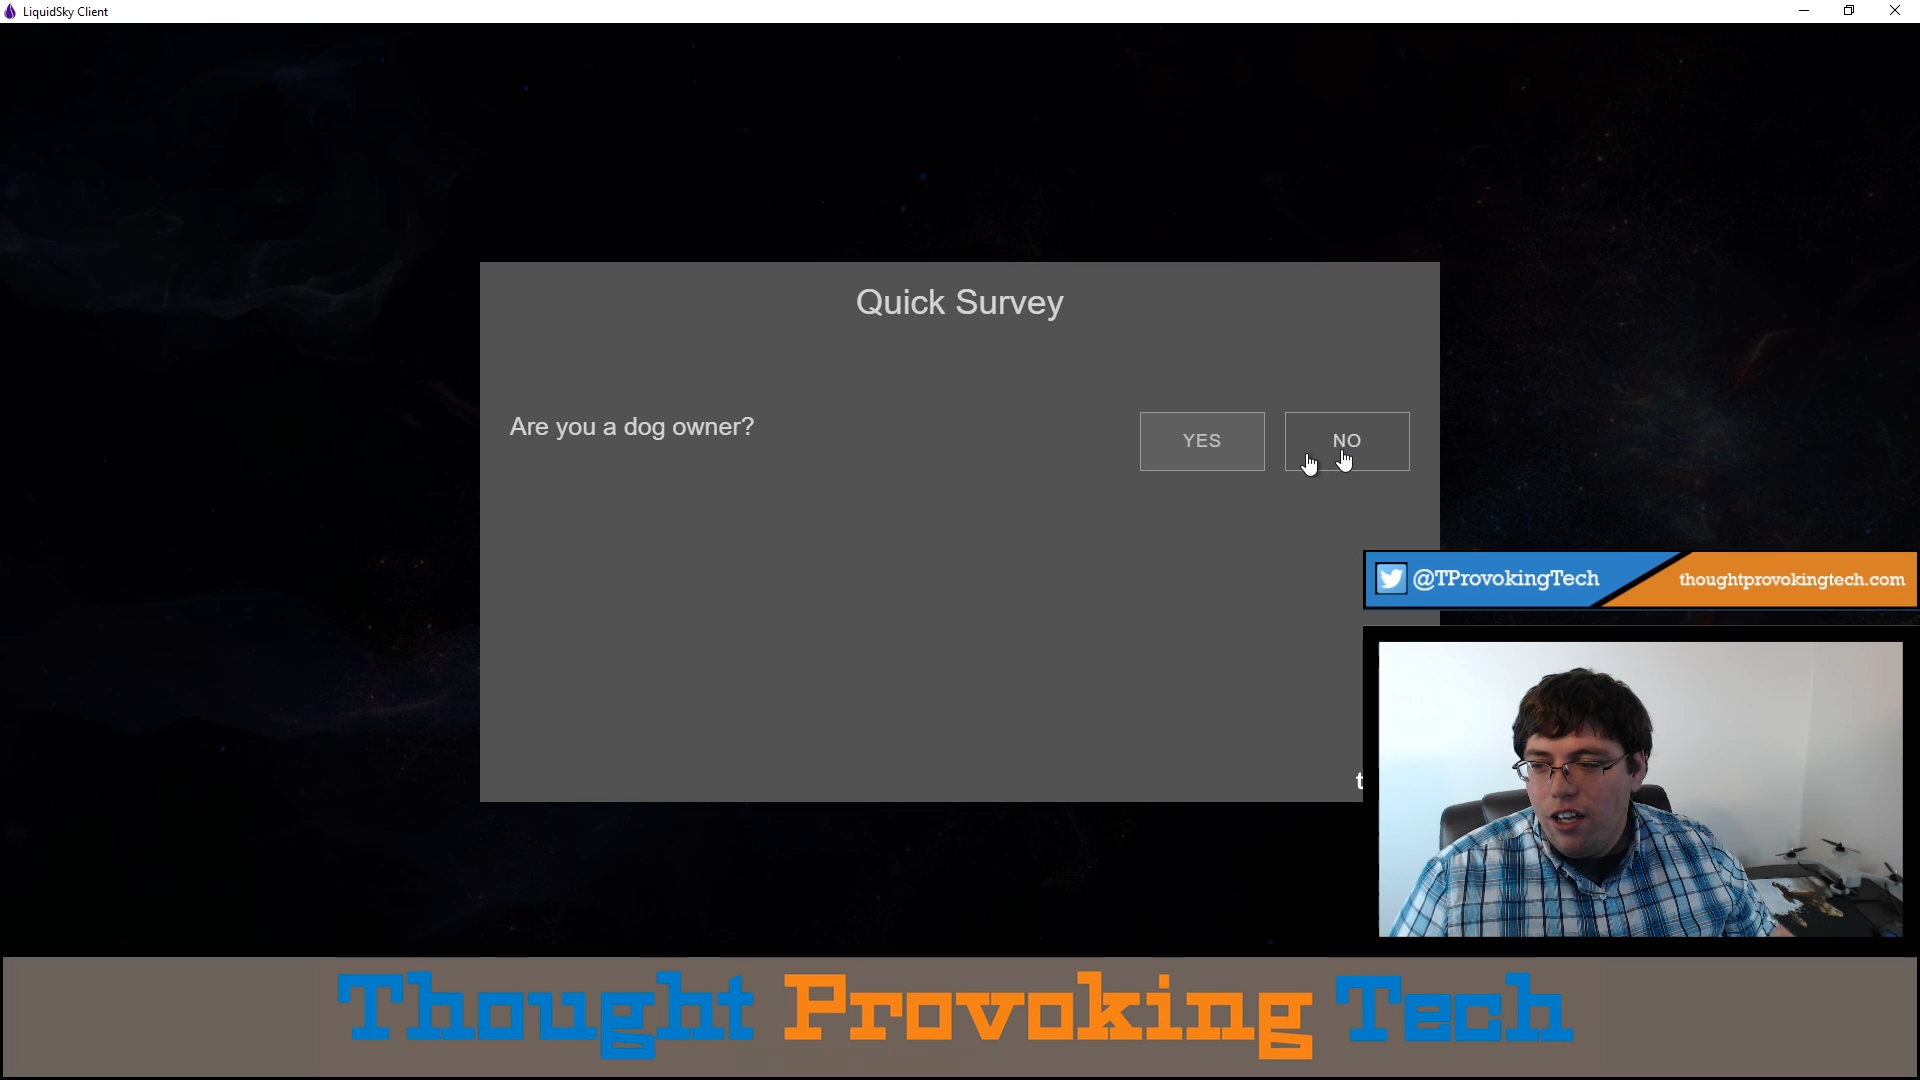 LiquidSky Client
Quick Survey
Are you a dog owner?
YES
NO
@TProvokingTech
thoughtprovokingtech.com
t
Thought Provoking Tech